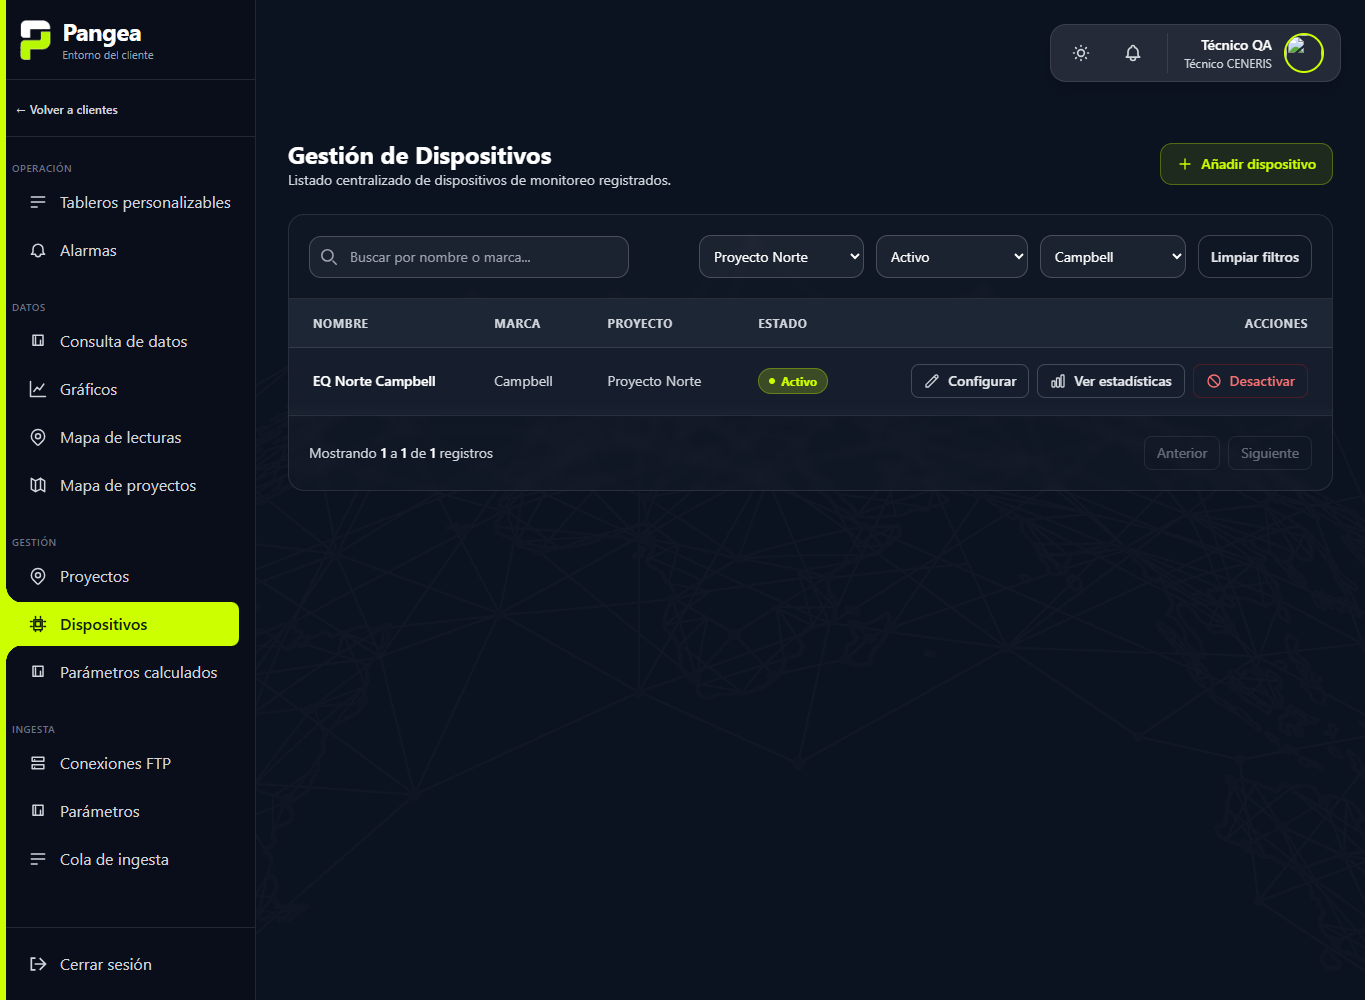 Pangea
Entorno del cliente
← Volver a clientes
OPERACIÓN
Tableros personalizables
Alarmas
DATOS
Consulta de datos
Gráficos
Mapa de lecturas
Mapa de proyectos
GESTIÓN
Proyectos
Dispositivos
Parámetros calculados
INGESTA
Conexiones FTP
Parámetros
Cola de ingesta
Cerrar sesión
Técnico QA
Técnico CENERIS
Gestión de Dispositivos
Listado centralizado de dispositivos de monitoreo registrados.
+ Añadir dispositivo
Buscar por nombre o marca... Proyecto Norte Activo Campbell Limpiar filtros
NOMBRE MARCA PROYECTO ESTADO ACCIONES
EQ Norte Campbell Campbell Proyecto Norte Activo Configurar Ver estadísticas Desactivar
Mostrando 1 a 1 de 1 registros Anterior Siguiente